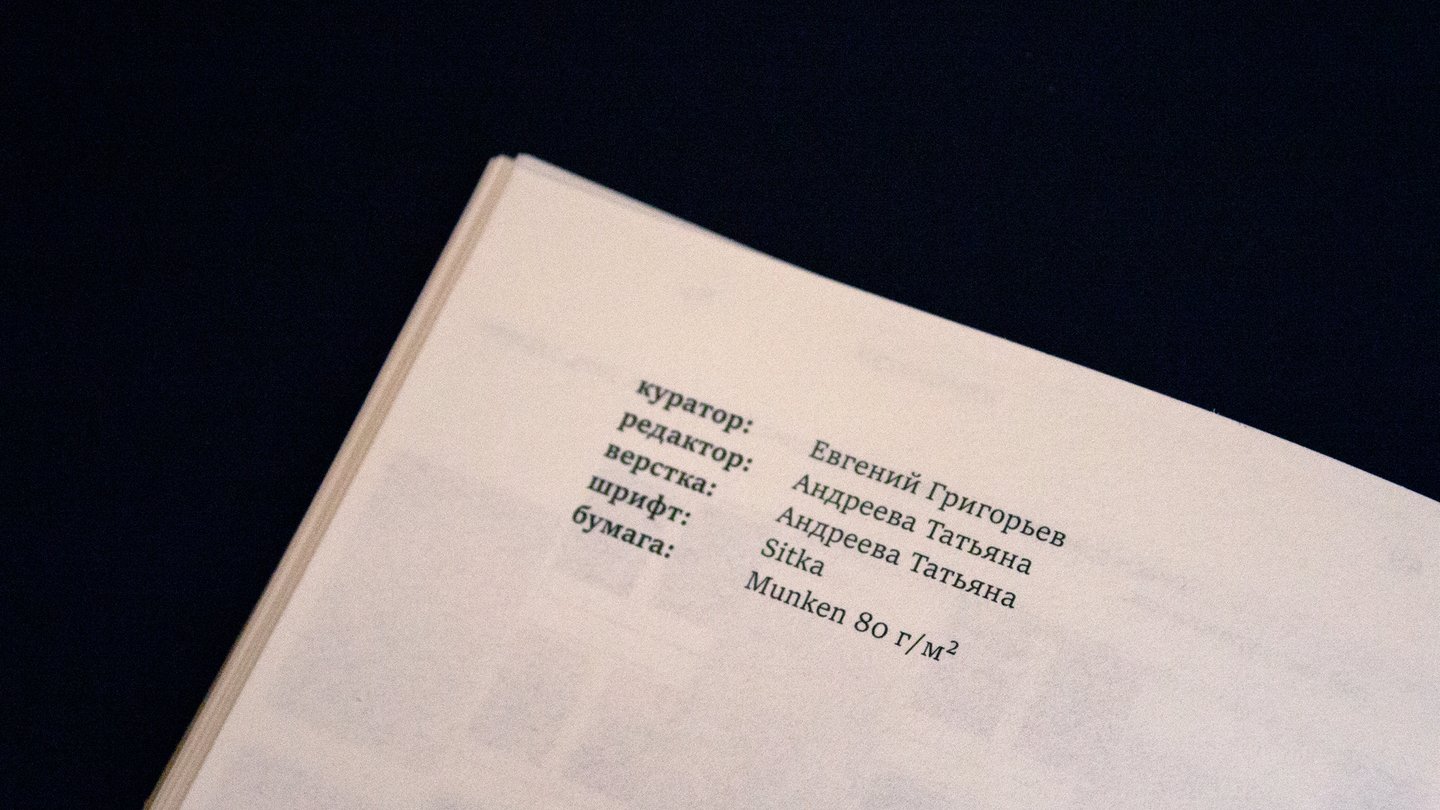 куратор: Евгений Григорьев
редактор: Андреева Татьяна
верстка: Андреева Татьяна
шрифт: Sitka
бумага: Munken 80 г/м²